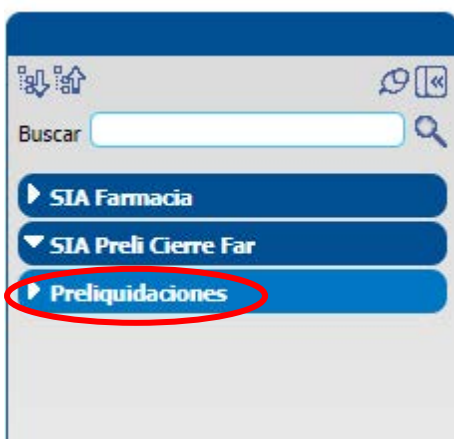 Buscar
SIA Farmacia
SIA Preli Cierre Far
Preliquidaciones